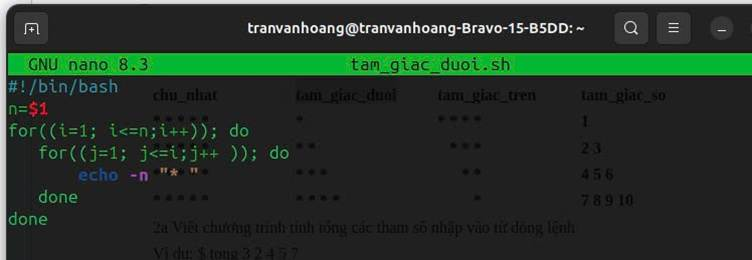 tranvanhoang@tranvanhoang-Bravo-15-B5DD: ~
GNU nano 8.3 tam_giac_duoi.sh
#!/bin/bash
n=$1
for((i=1; i<=n;i++)); do
for((j=1; j<=i;j++ )); do
echo -n "* "
done
done
chu_nhat tam_giac_duoi tam_giac_tren tam_giac_so
* * * * * * * * * * 1
* * * * * 2 3
* * * * * 4 5 6
* * * * * * * * * * 7 8 9 10
2a Viết chương trình tính tổng các tham số nhập vào từ dòng lệnh
Ví dụ: $ tong 3 2 4 5 7